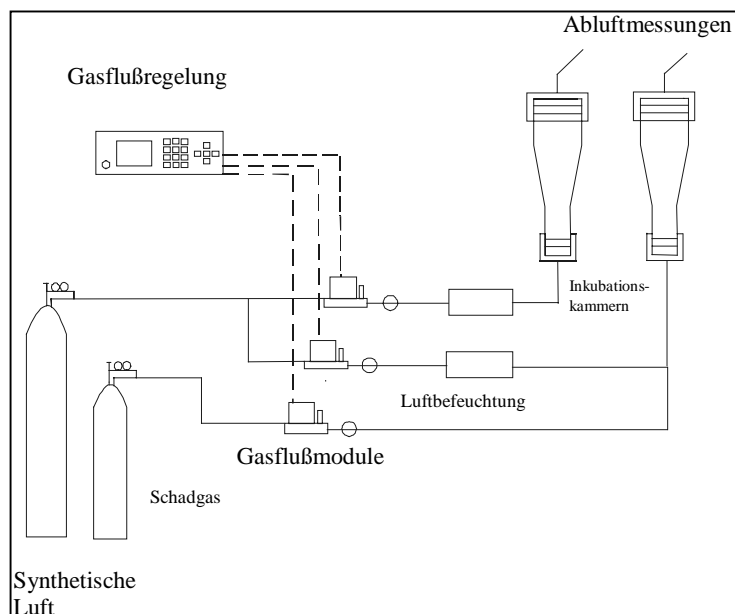 Abluftmessungen
Gasflußregelung
Inkubations-
kammern
Luftbefeuchtung
Gasflußmodule
Schadgas
Synthetische
Luft